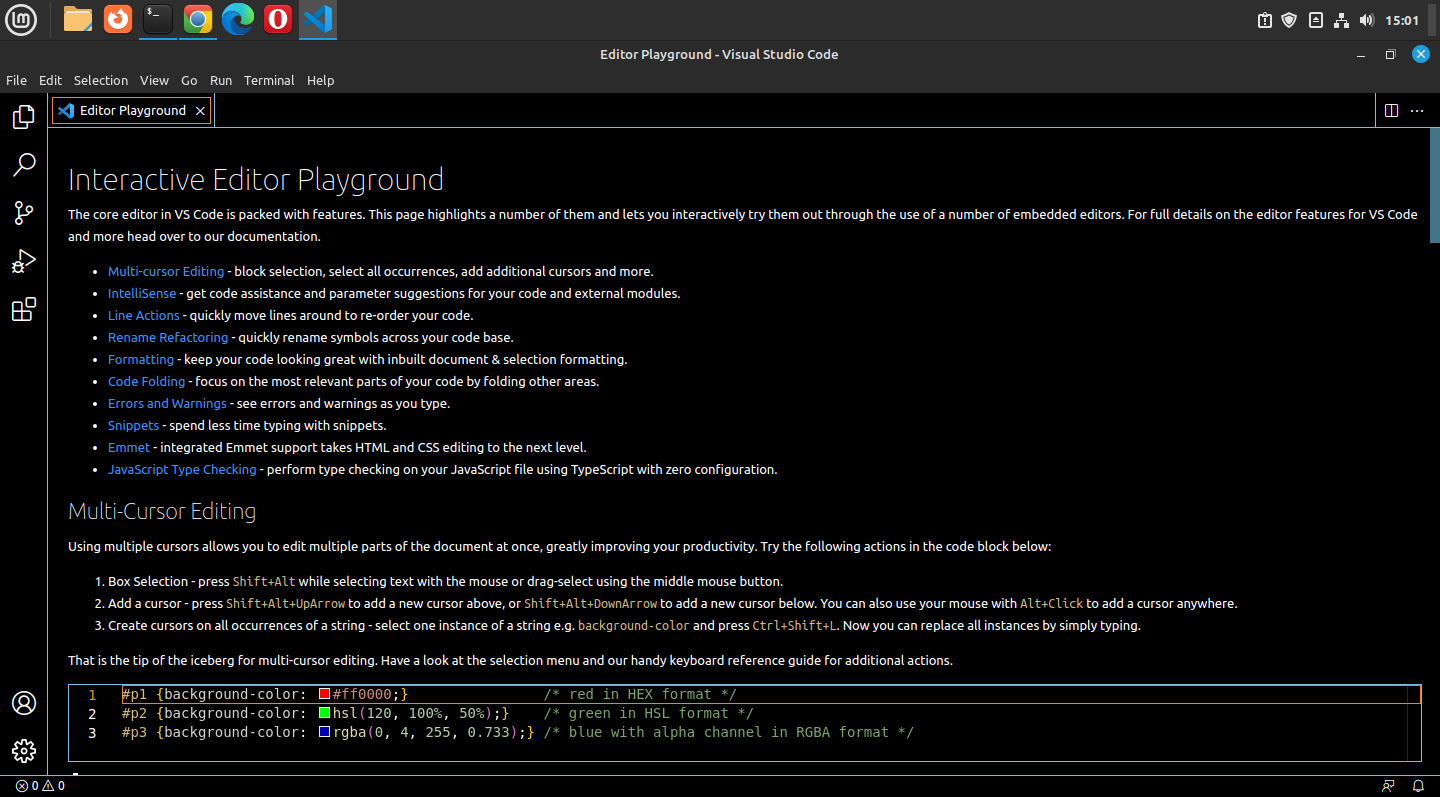 15:01
Editor Playground - Visual Studio Code
File Edit Selection View Go Run Terminal Help
Editor Playground
Interactive Editor Playground
The core editor in VS Code is packed with features. This page highlights a number of them and lets you interactively try them out through the use of a number of embedded editors. For full details on the editor features for VS Code
and more head over to our documentation.
• Multi-cursor Editing - block selection, select all occurrences, add additional cursors and more.
• IntelliSense - get code assistance and parameter suggestions for your code and external modules.
• Line Actions - quickly move lines around to re-order your code.
• Rename Refactoring - quickly rename symbols across your code base.
• Formatting - keep your code looking great with inbuilt document & selection formatting.
• Code Folding - focus on the most relevant parts of your code by folding other areas.
• Errors and Warnings - see errors and warnings as you type.
• Snippets - spend less time typing with snippets.
• Emmet - integrated Emmet support takes HTML and CSS editing to the next level.
• JavaScript Type Checking - perform type checking on your JavaScript file using TypeScript with zero configuration.
Multi-Cursor Editing
Using multiple cursors allows you to edit multiple parts of the document at once, greatly improving your productivity. Try the following actions in the code block below:
1. Box Selection - press Shift+Alt while selecting text with the mouse or drag-select using the middle mouse button.
2. Add a cursor - press Shift+Alt+UpArrow to add a new cursor above, or Shift+Alt+DownArrow to add a new cursor below. You can also use your mouse with Alt+Click to add a cursor anywhere.
3. Create cursors on all occurrences of a string - select one instance of a string e.g. background-color and press Ctrl+Shift+L. Now you can replace all instances by simply typing.
That is the tip of the iceberg for multi-cursor editing. Have a look at the selection menu and our handy keyboard reference guide for additional actions.
1 #p1 {background-color: #ff0000;} /* red in HEX format */
2 #p2 {background-color: hsl(120, 100%, 50%);} /* green in HSL format */
3 #p3 {background-color: rgba(0, 4, 255, 0.733);} /* blue with alpha channel in RGBA format */
0 0